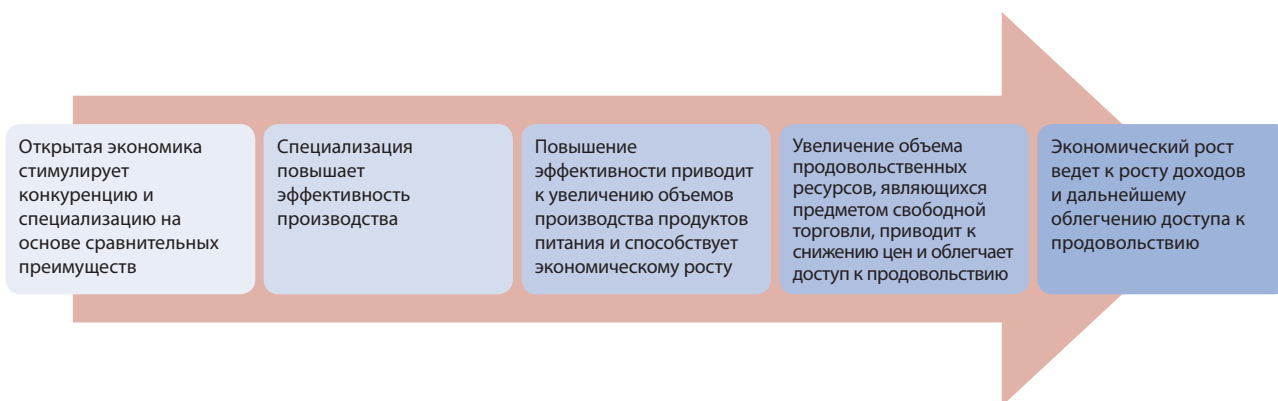 Открытая экономика
стимулирует
конкуренцию и
специализацию на
основе сравнительных
преимуществ
Специализация
повышает
эффективность
производства
Повышение
эффективности приводит
к увеличению объемов
производства продуктов
питания и способствует
экономическому росту
Увеличение объема
продовольственных
ресурсов, являющихся
предметом свободной
торговли, приводит к
снижению цен и облегчает
доступ к продовольствию
Экономический рост
ведет к росту доходов
и дальнейшему
облегчению доступа к
продовольствию